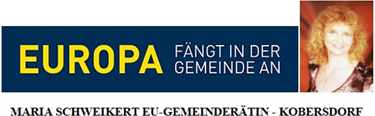 EUROPA FÄNGT IN DER
GEMEINDE AN
MARIA SCHWEIKERT EU-GEMEINDERÄTIN - KOBERSDORF